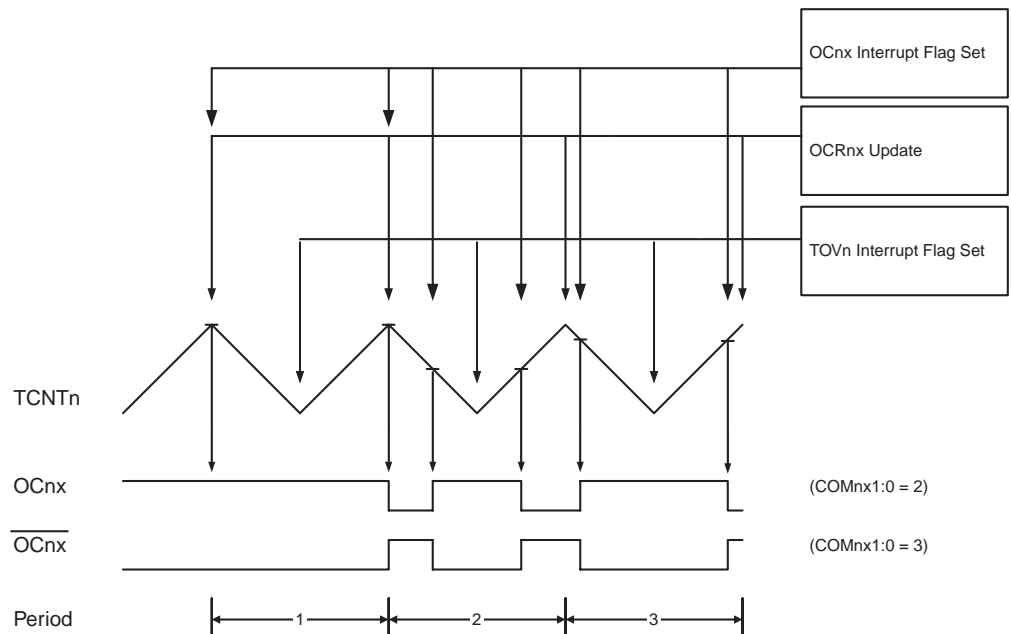 OCnx Interrupt Flag Set
OCRnx Update
TOVn Interrupt Flag Set
TCNTn
OCnx
(COMnx1:0 = 2)
OCnx
(COMnx1:0 = 3)
Period
1
2
3